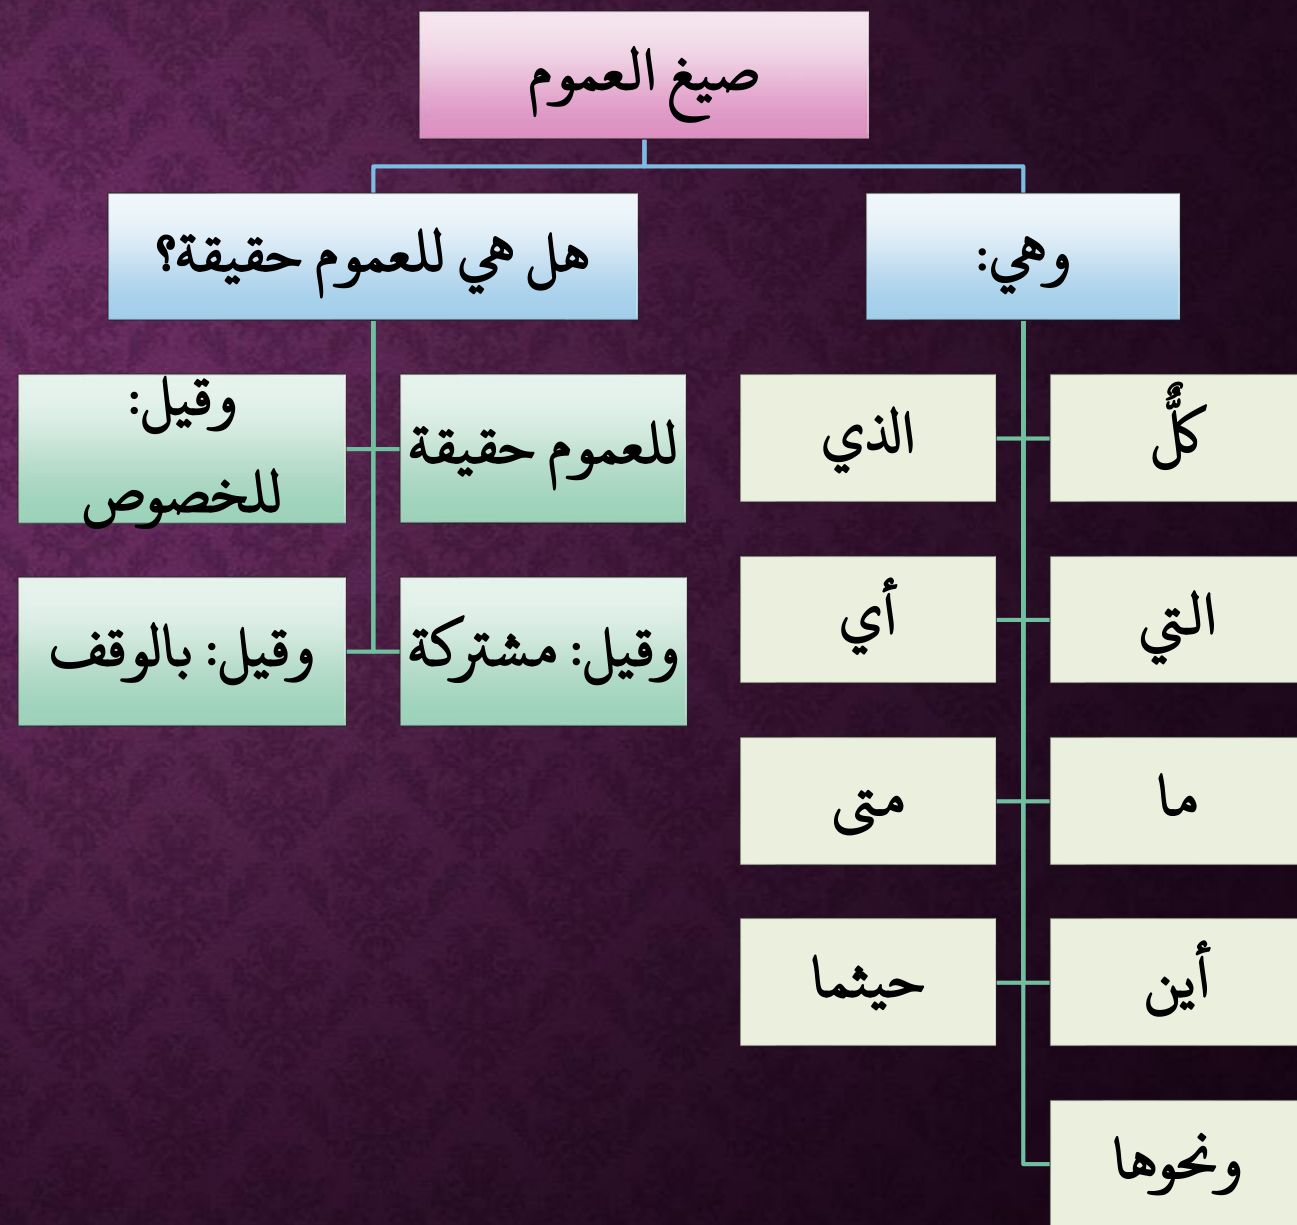 صيغ العموم
وهي:
كلٌّ
الذي
التي
أي
ما
متى
أين
حيثما
ونحوها
هل هي للعموم حقيقة؟
للعموم حقيقة
وقيل:
للخصوص
وقيل: مشتركة
وقيل: بالوقف